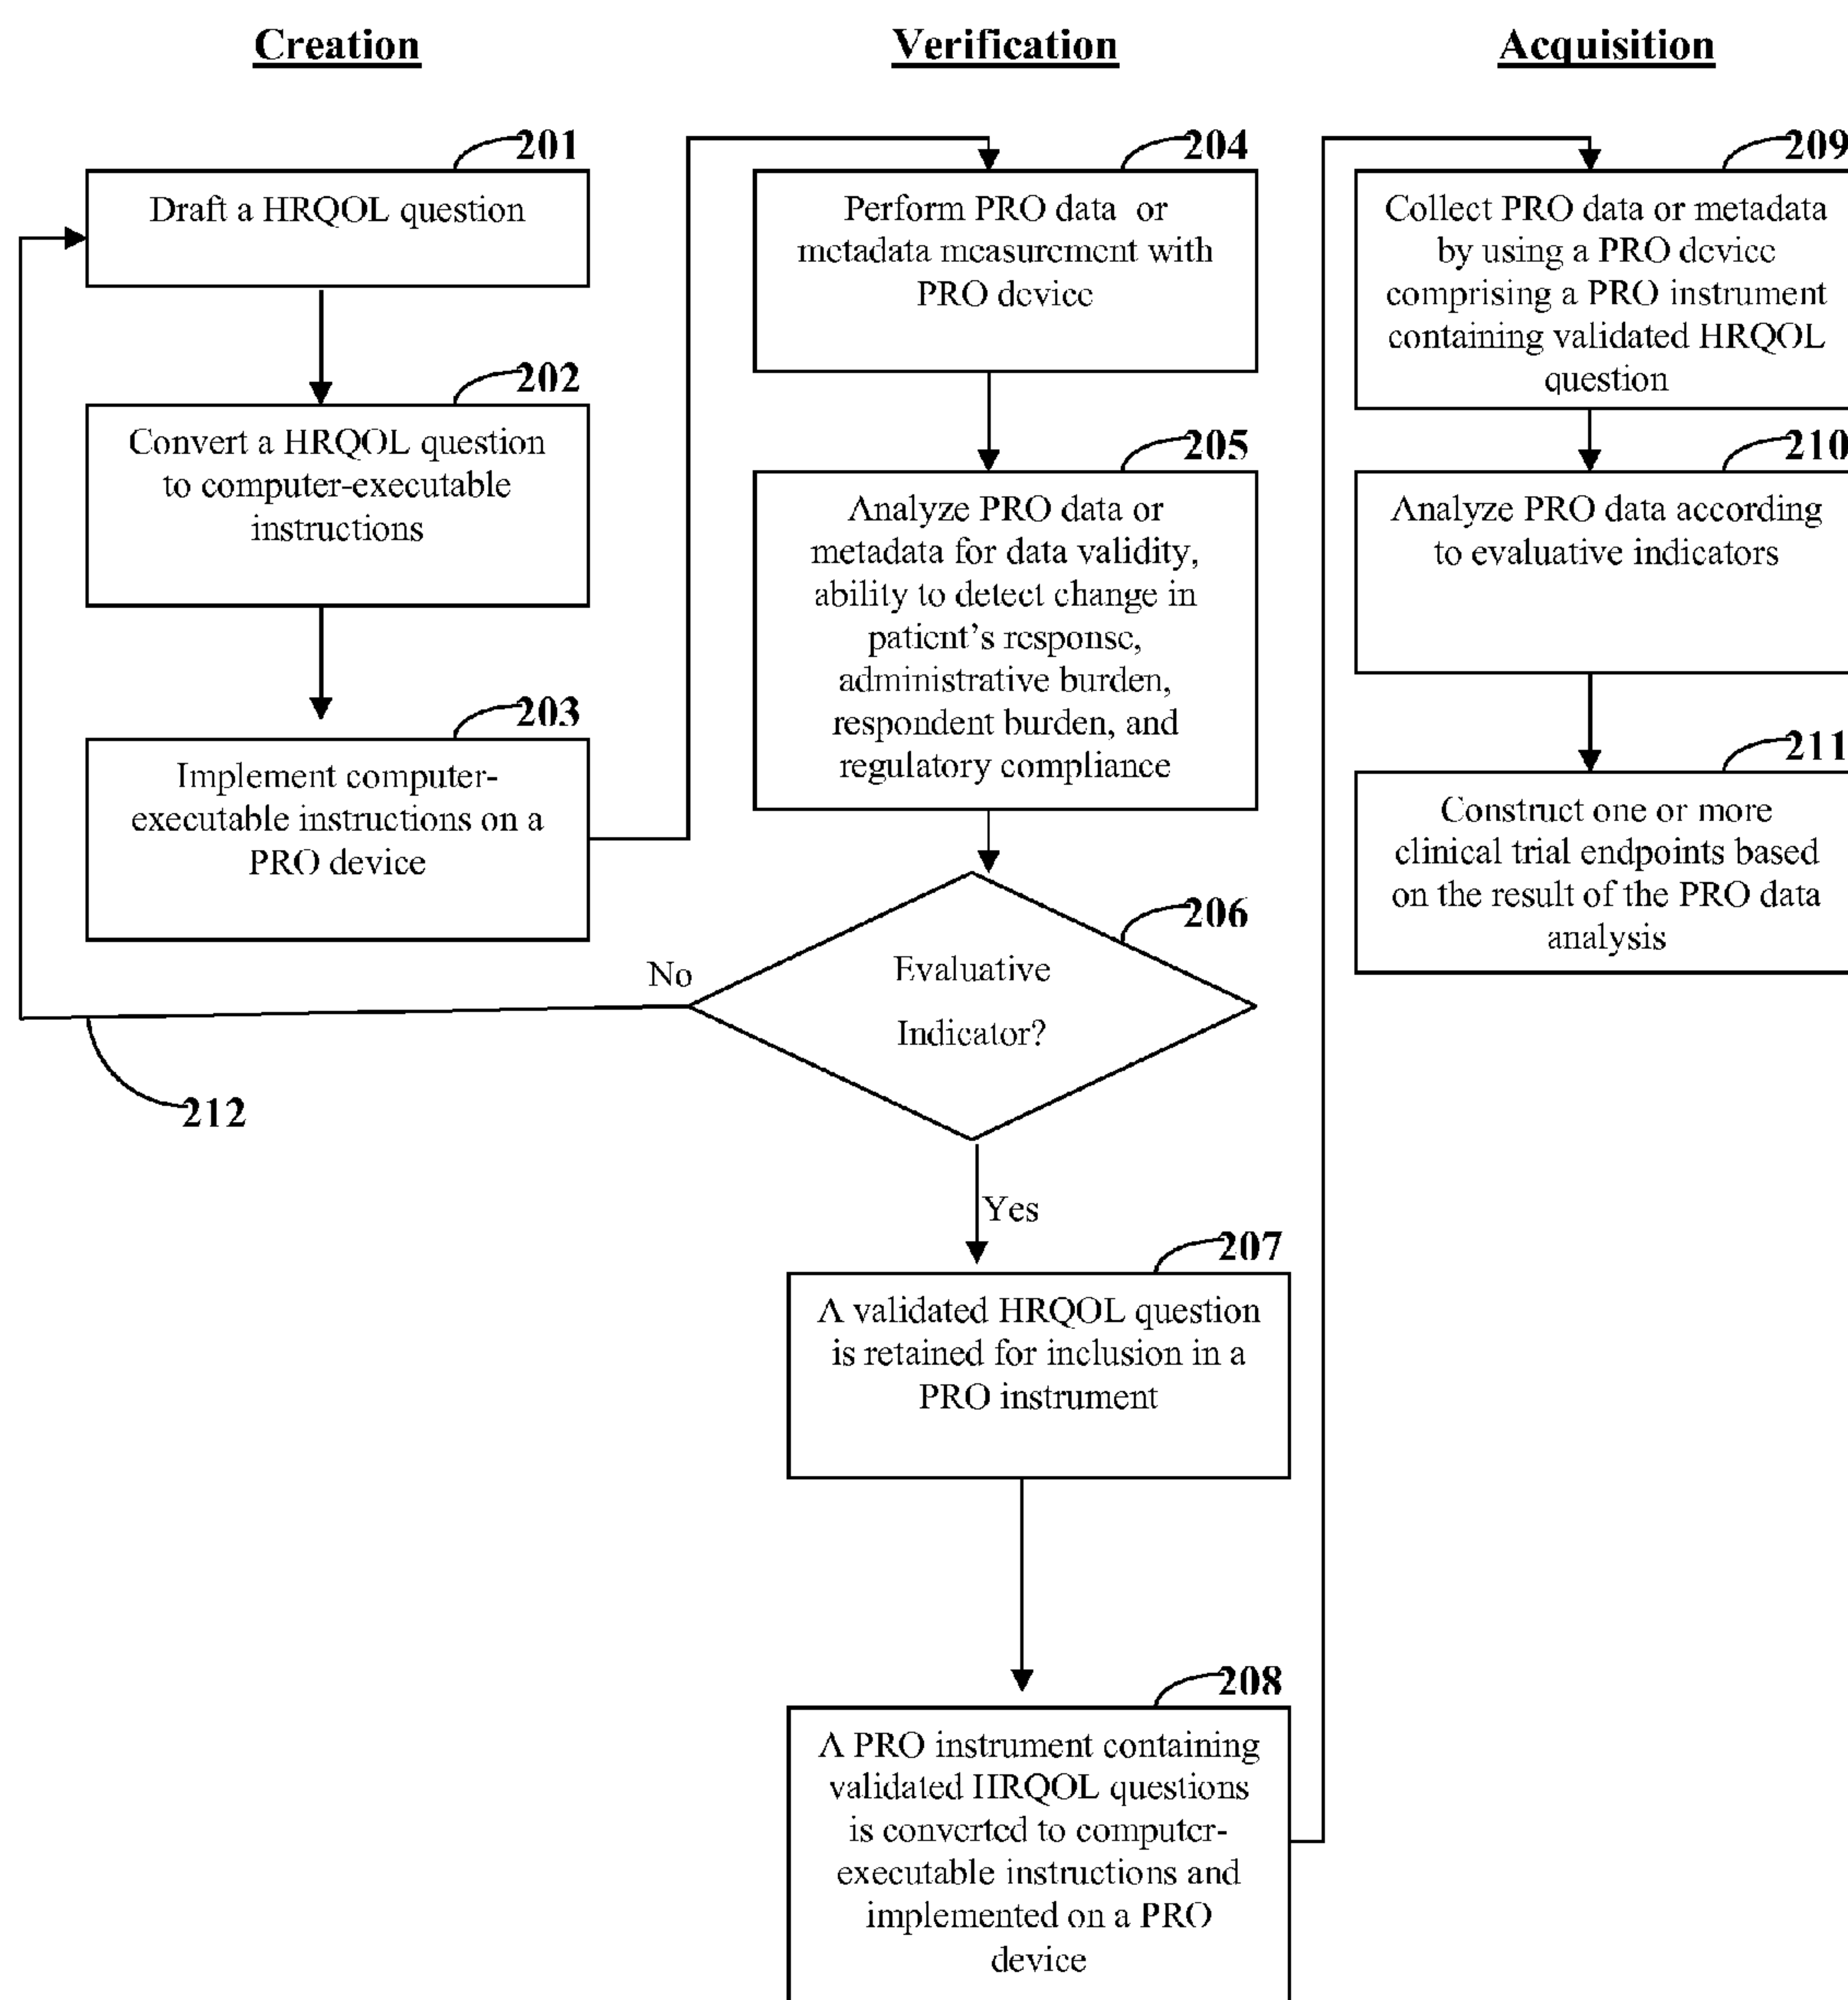 Creation
201
Draft a HRQOL question
202
Convert a HRQOL question
to computer-executable
instructions
203
Implement computer-
executable instructions on a
PRO device
212
Verification
204
Perform PRO data or
metadata measurement with
PRO device
205
Analyze PRO data or
metadata for data validity,
ability to detect change in
patient's response,
administrative burden,
respondent burden, and
regulatory compliance
206
Evaluative
Indicator?
No
Yes
207
A validated HRQOL question
is retained for inclusion in a
PRO instrument
208
A PRO instrument containing
validated HRQOL questions
is converted to computer-
executable instructions and
implemented on a PRO
device
Acquisition
209
Collect PRO data or metadata
by using a PRO device
comprising a PRO instrument
containing validated HRQOL
question
210
Analyze PRO data according
to evaluative indicators
211
Construct one or more
clinical trial endpoints based
on the result of the PRO data
analysis